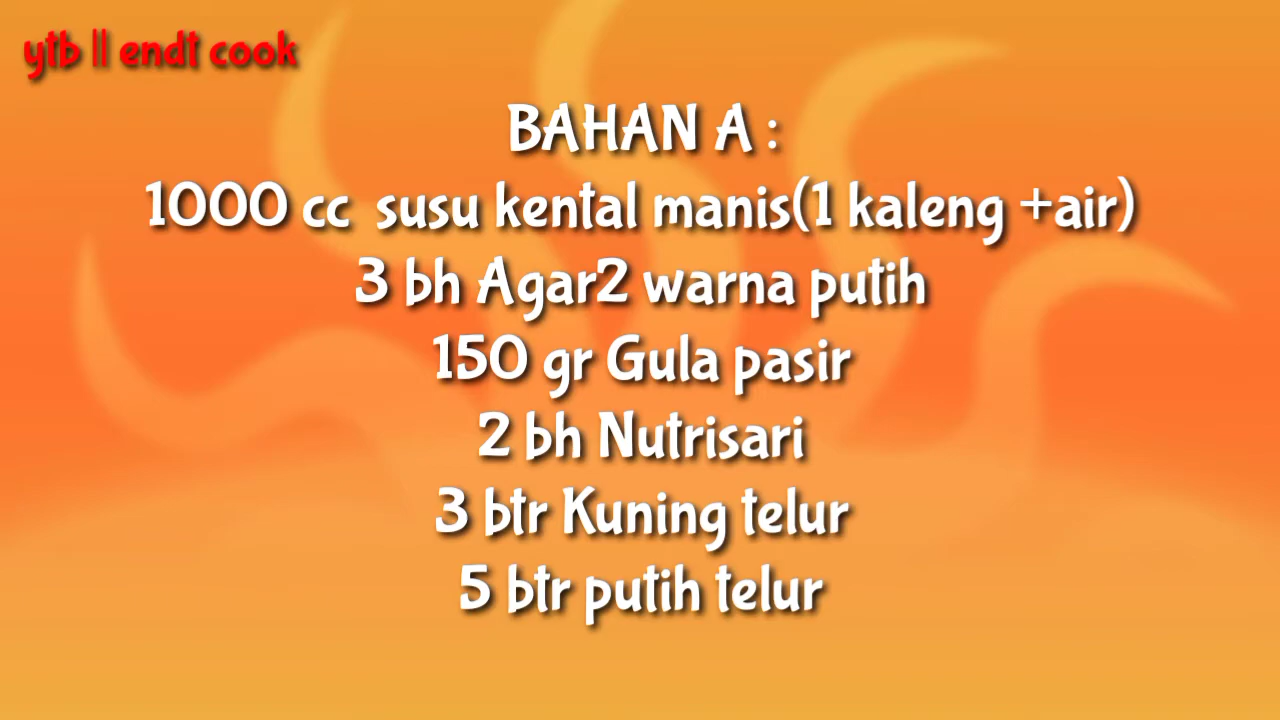 ytb || endt cook
BAHAN A :
1000 cc susu kental manis(1 kaleng +air)
3 bh Agar2 warna putih
150 gr Gula pasir
2 bh Nutrisari
3 btr Kuning telur
5 btr putih telur